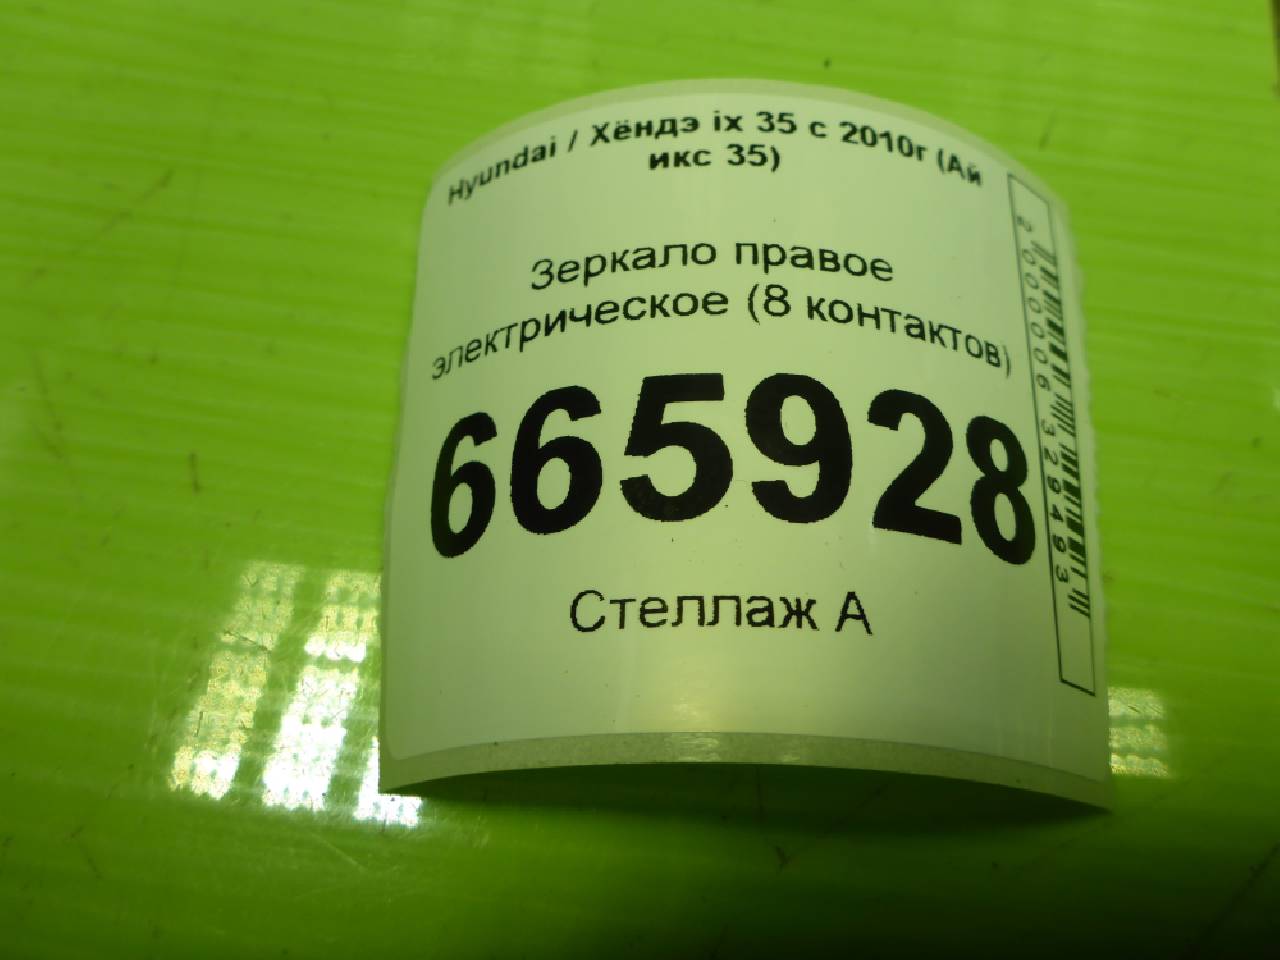 Hyundai / Хёндэ ix 35 с 2010г (Ай
икс 35)
Зеркало правое
электрическое (8 контактов)
665928
Стеллаж А
2000006329493